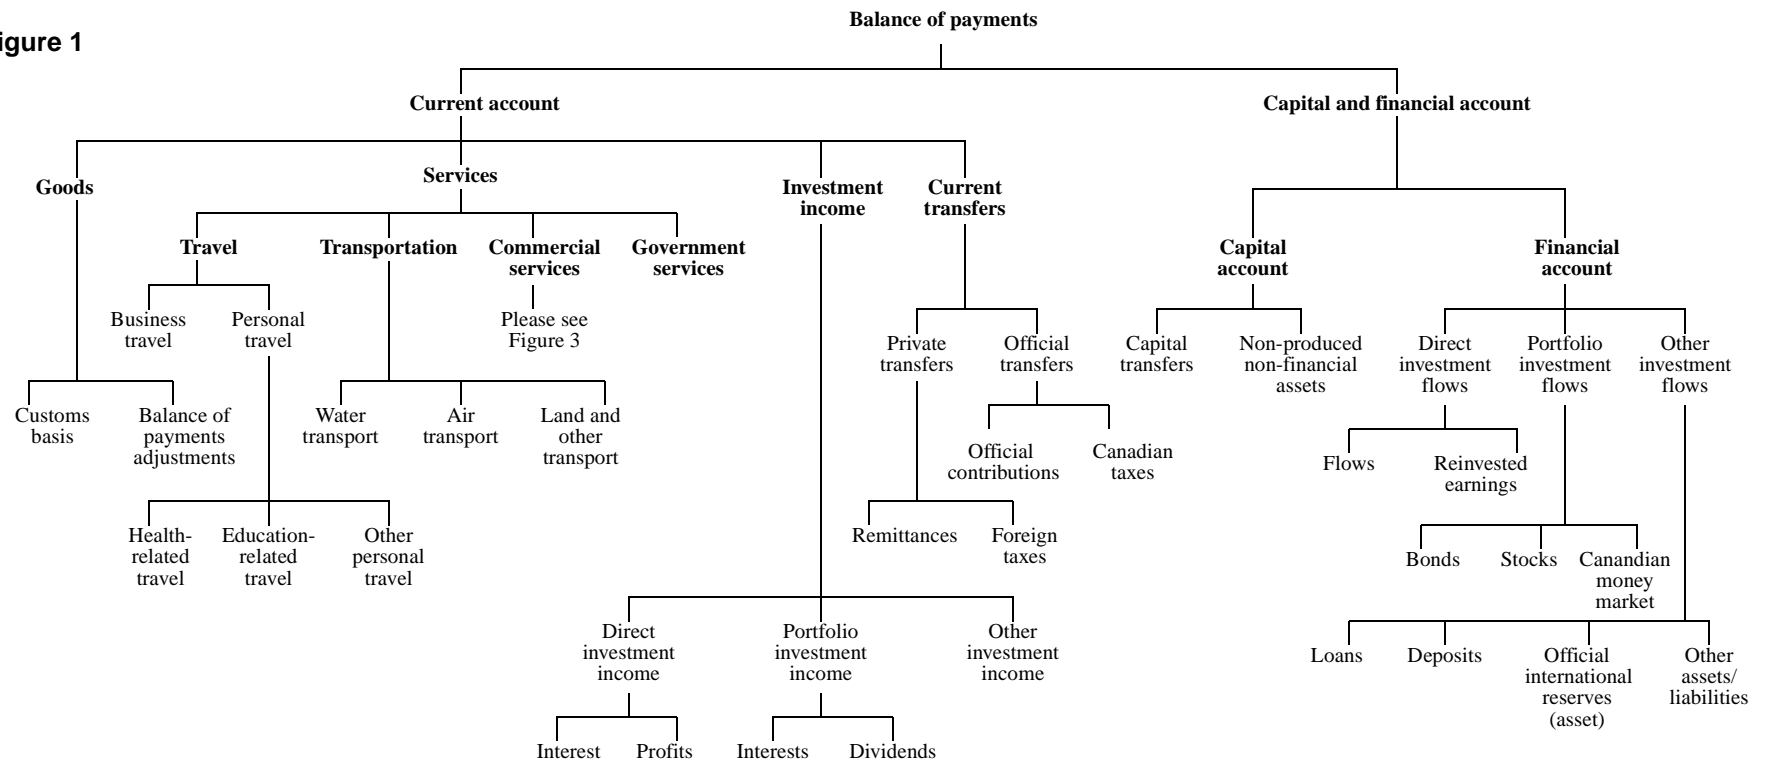 Balance of payments
igure 1
Current account
Capital and financial account
Goods
Services
Investment
income
Current
transfers
Travel
Transportation
Commercial
services
Government
services
Capital
account
Financial
account
Business
travel
Personal
travel
Please see
Figure 3
Private
transfers
Official
transfers
Capital
transfers
Non-produced
non-financial
assets
Direct
investment
flows
Portfolio
investment
flows
Other
investment
flows
Customs
basis
Balance of
payments
adjustments
Water
transport
Air
transport
Land and
other
transport
Official
contributions
Canadian
taxes
Flows
Reinvested
earnings
Health-
related
travel
Education-
related
travel
Other
personal
travel
Remittances
Foreign
taxes
Bonds
Stocks
Canandian
money
market
Direct
investment
income
Portfolio
investment
income
Other
investment
income
Loans
Deposits
Official
international
reserves
(asset)
Other
assets/
liabilities
Interest
Profits
Interests
Dividends